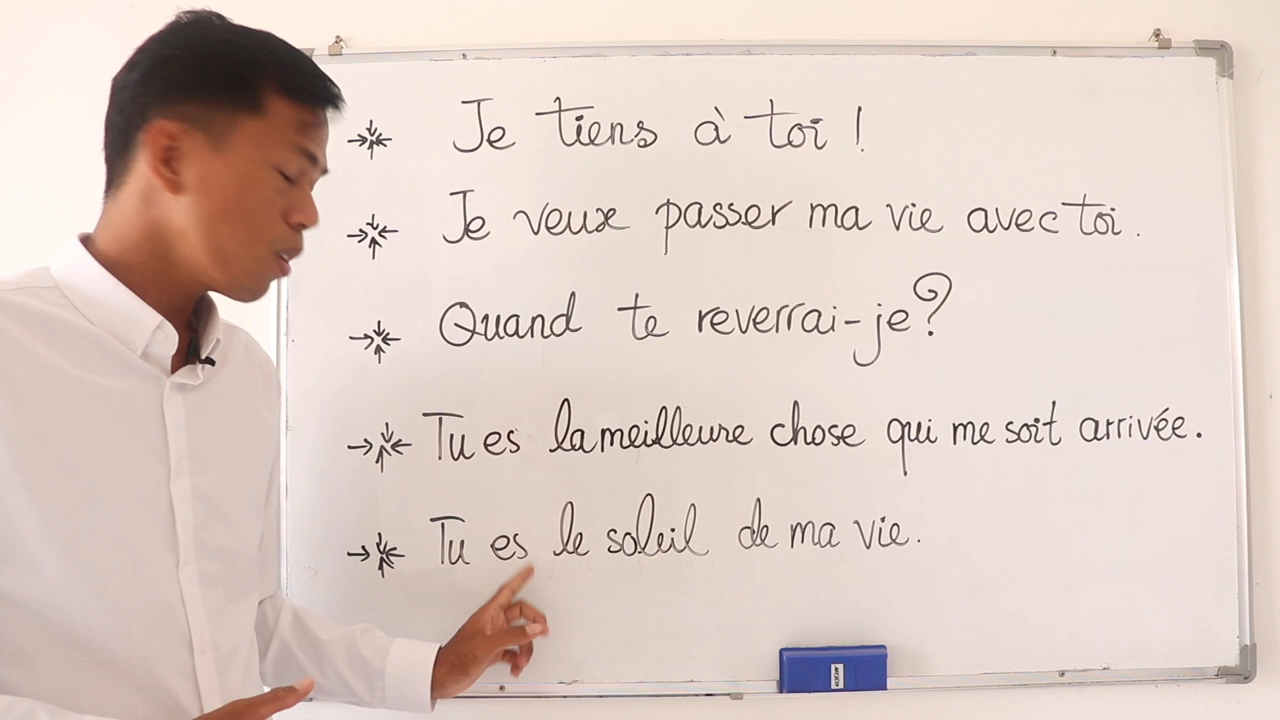 Je tiens à toi !
Je veux passer ma vie avec toi.
Quand te reverrai-je?
Tu es la meilleure chose qui me soit arrivée.
Tu es le soleil de ma vie.